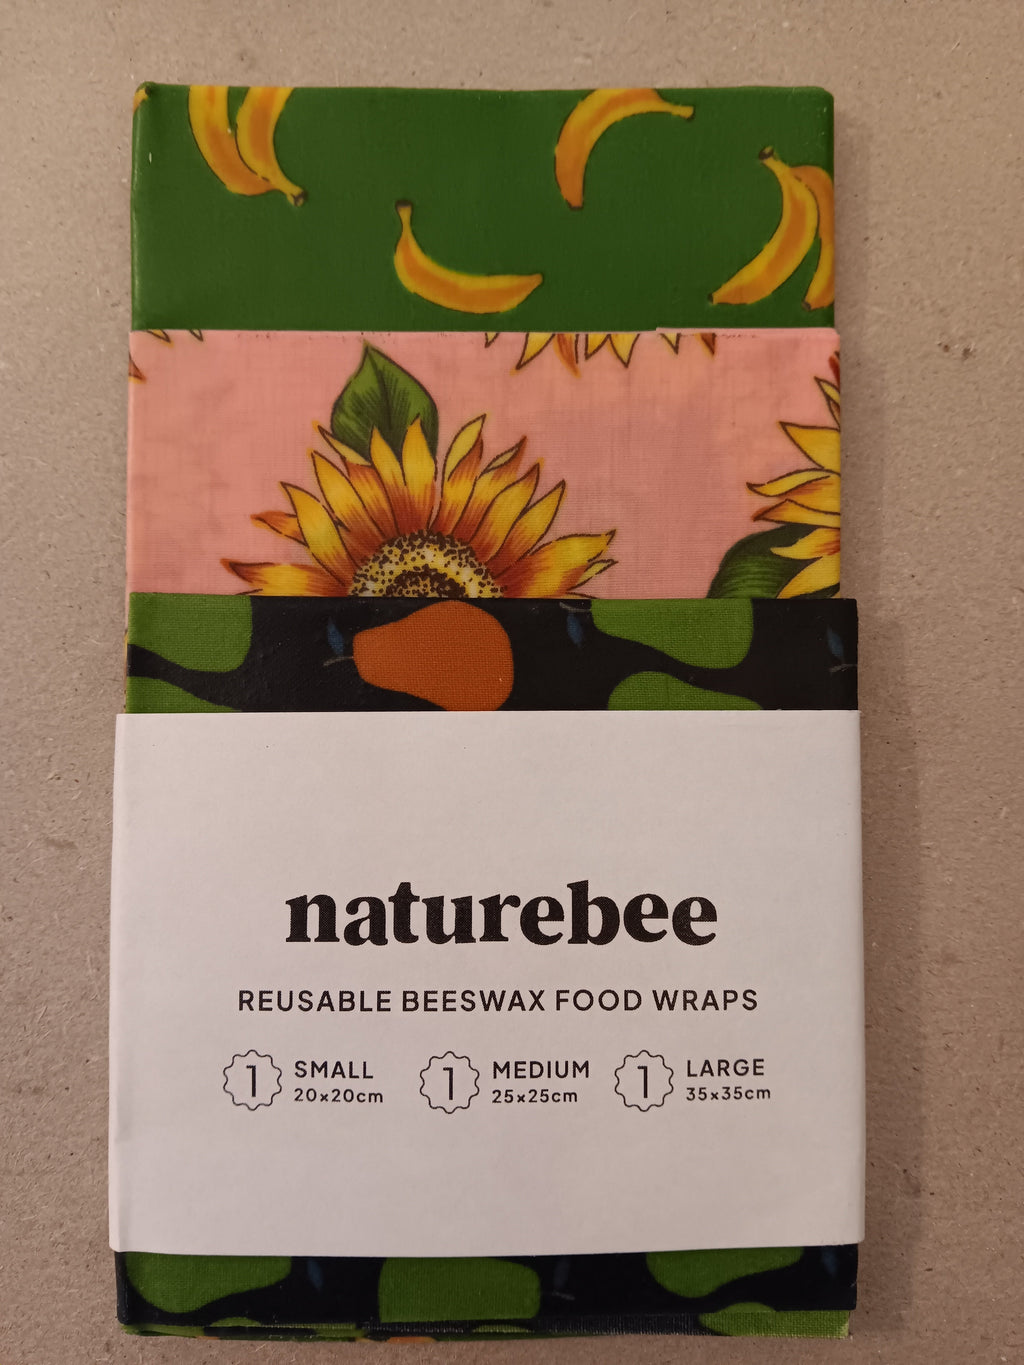 naturebee
REUSABLE BEESWAX FOOD WRAPS
1 SMALL 1 MEDIUM 1 LARGE
20x20cm 25x25cm 35x35cm